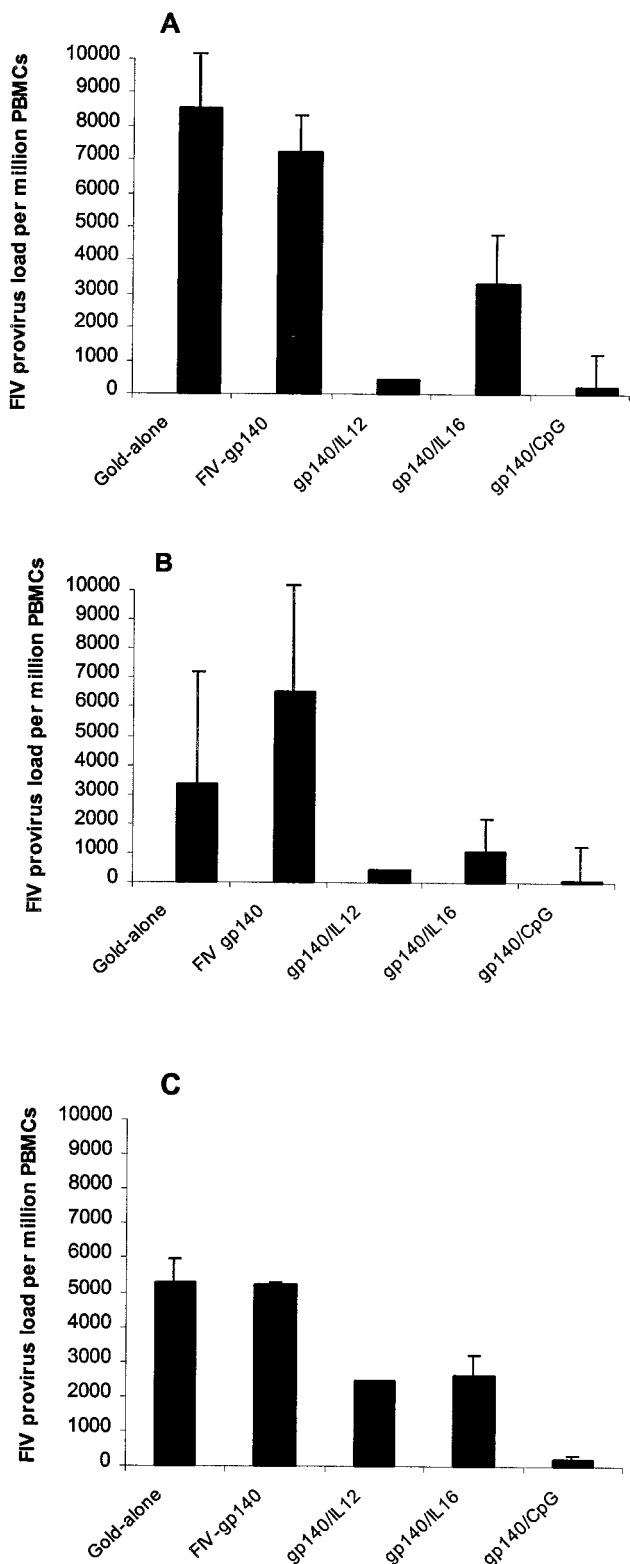 A
FIV provirus load per million PBMCs
10000
9000
8000
7000
6000
5000
4000
3000
2000
1000
0
Gold-alone
FIV-gp140
gp140/IL12
gp140/IL16
gp140/CpG
B
FIV provirus load per million PBMCs
10000
9000
8000
7000
6000
5000
4000
3000
2000
1000
0
Gold-alone
FIV gp140
gp140/IL12
gp140/IL16
gp140/CpG
C
FIV provirus load per million PBMCs
10000
9000
8000
7000
6000
5000
4000
3000
2000
1000
0
Gold-alone
FIV-gp140
gp140/IL12
gp140/IL16
gp140/CpG